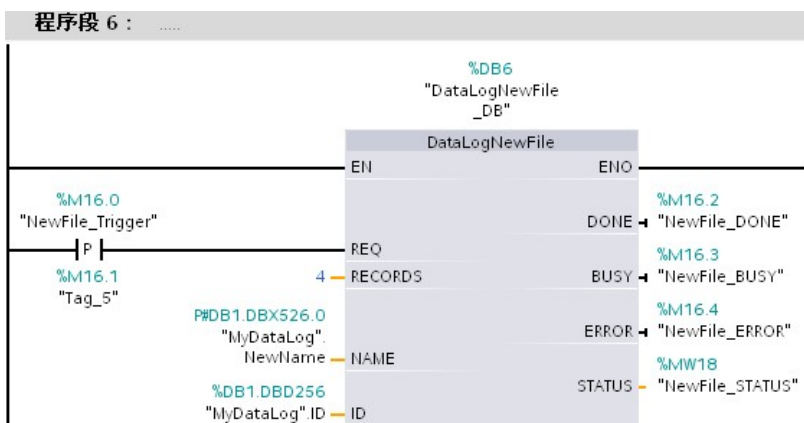 程序段 6： .....
%DB6
"DataLogNewFile
_DB"
DataLogNewFile
EN ENO
%M16.0
"NewFile_Trigger"
P
%M16.1
"Tag_5"
REQ
4 RECORDS
P#DB1.DBX526.0
"MyDataLog".
NewName NAME
%DB1.DBD256
"MyDataLog".ID ID
%M16.2
DONE "NewFile_DONE"
%M16.3
BUSY "NewFile_BUSY"
%M16.4
ERROR "NewFile_ERROR"
%MW18
STATUS "NewFile_STATUS"